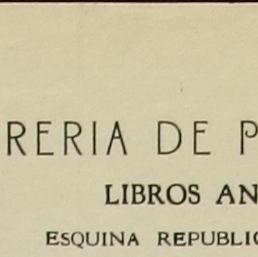 RERIA DE P
LIBROS AN
ESQUINA REPUBLIC